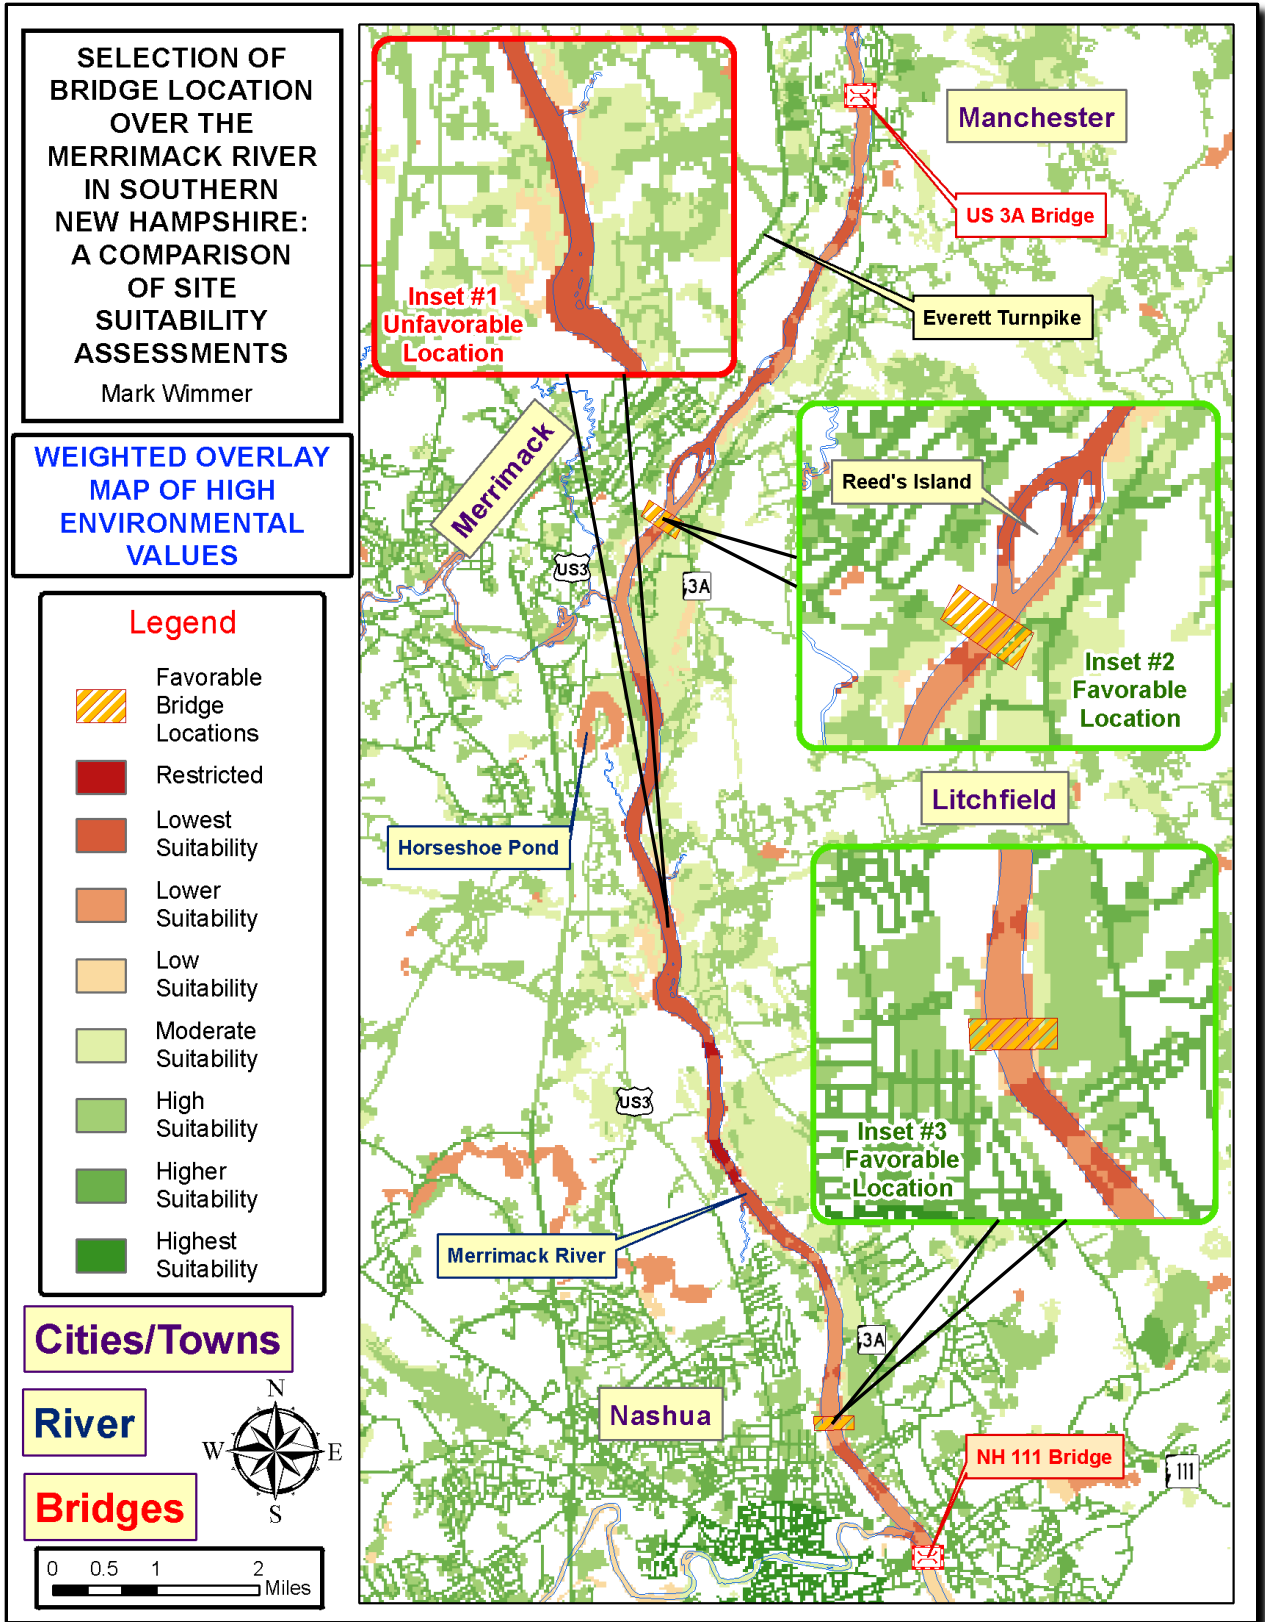 SELECTION OF
BRIDGE LOCATION
OVER THE
MERRIMACK RIVER
IN SOUTHERN
NEW HAMPSHIRE:
A COMPARISON
OF SITE
SUITABILITY
ASSESSMENTS
Mark Wimmer
WEIGHTED OVERLAY
MAP OF HIGH
ENVIRONMENTAL
VALUES
Legend
Favorable
Bridge
Locations
Restricted
Lowest
Suitability
Lower
Suitability
Low
Suitability
Moderate
Suitability
High
Suitability
Higher
Suitability
Highest
Suitability
Cities/Towns
River
Bridges
N
W
E
S
0 0.5 1 2
Miles
Inset #1
Unfavorable
Location
Manchester
US 3A Bridge
Everett Turnpike
Merrimack
US3
3A
Reed's Island
Inset #2
Favorable
Location
Litchfield
Horseshoe Pond
US3
Inset #3
Favorable
Location
Merrimack River
3A
Nashua
NH 111 Bridge
111